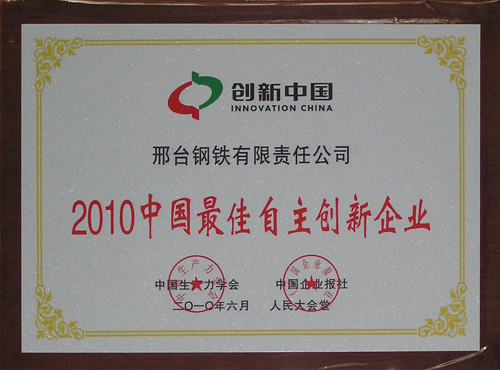 创新中国
INNOVATION CHINA
邢台钢铁有限责任公司
2010中国最佳自主创新企业
中国生产力学会 中国企业报社
二〇一〇年六月 人民大会堂